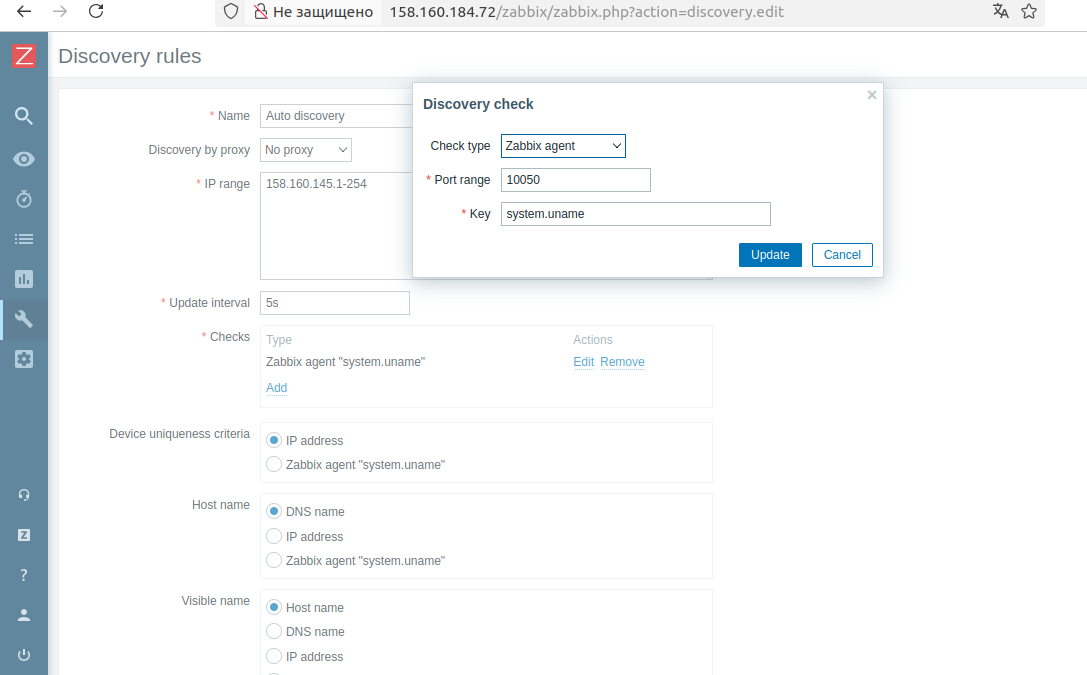 Не защищено 158.160.184.72/zabbix/zabbix.php?action=discovery.edit
Z
Discovery rules
Discovery check
* Name Auto discovery
Check type Zabbix agent
Discovery by proxy No proxy
* Port range 10050
* IP range 158.160.145.1-254
* Key system.uname
Update Cancel
* Update interval 5s
* Checks Type Actions
Zabbix agent "system.uname" Edit Remove
Add
Device uniqueness criteria
IP address
Zabbix agent "system.uname"
Host name
DNS name
IP address
Zabbix agent "system.uname"
Z
?
Visible name
Host name
DNS name
IP address